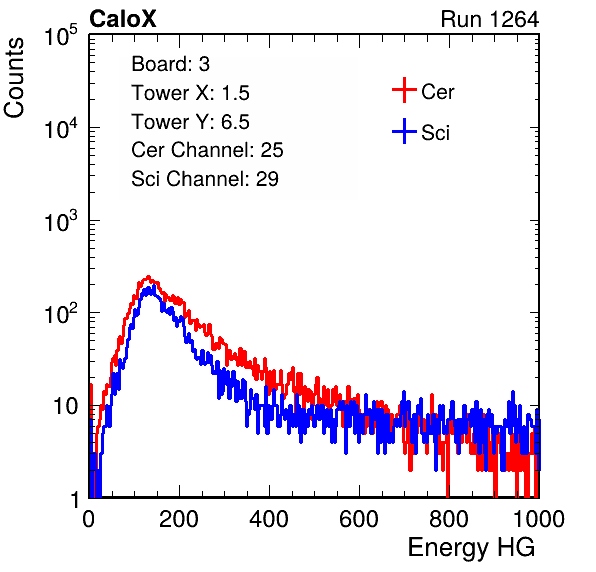 CaloX Run 1264
Counts
10^5
10^4
10^3
10^2
10
1
Board: 3
Tower X: 1.5
Tower Y: 6.5
Cer Channel: 25
Sci Channel: 29
Cer
Sci
0 200 400 600 800 1000
Energy HG